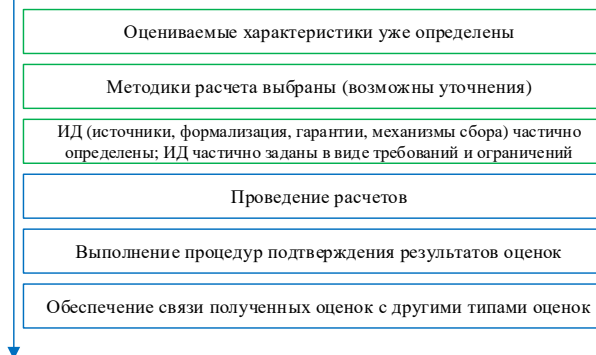 Оцениваемые характеристики уже определены
Методики расчета выбраны (возможны уточнения)
ИД (источники, формализация, гарантии, механизмы сбора) частично
определены; ИД частично заданы в виде требований и ограничений
Проведение расчетов
Выполнение процедур подтверждения результатов оценок
Обеспечение связи полученных оценок с другими типами оценок